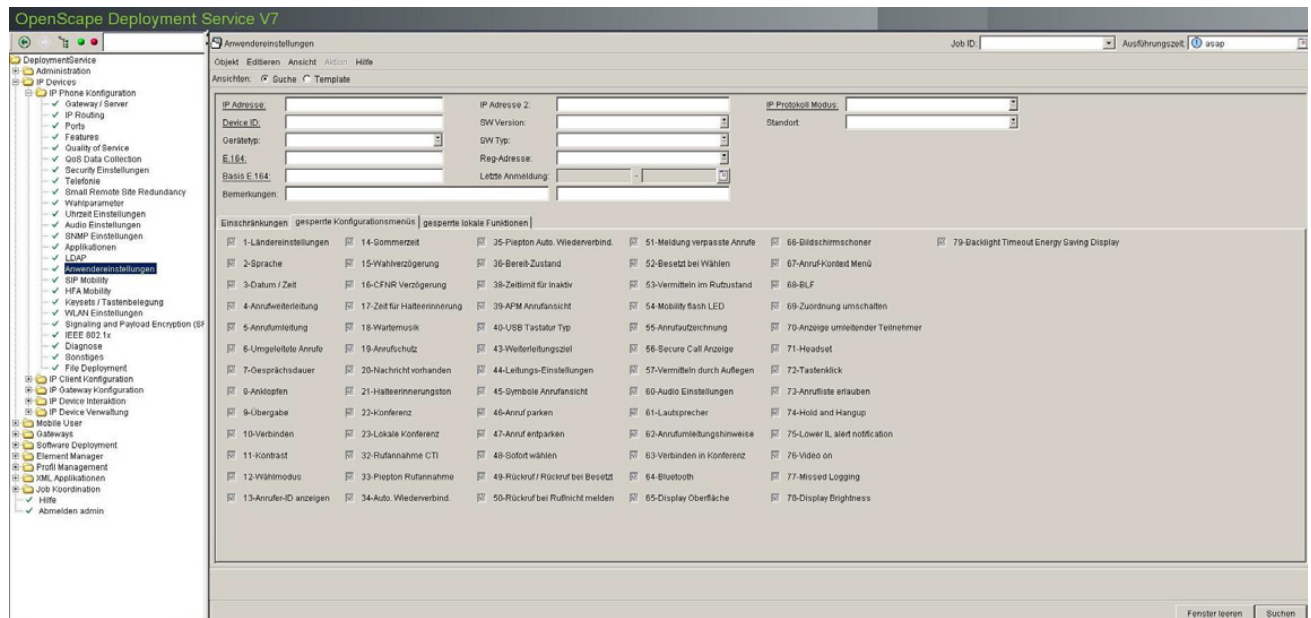 OpenScape Deployment Service V7
Anwendereinstellungen
Job ID:
Ausführungszeit:
asap
Objekt Editieren Ansicht Aktion Hilfe
Ansichten: Suche Template
DeploymentService
Administration
IP Devices
IP Phone Konfiguration
Gateway / Server
IP Routing
Ports
Features
Quality of Service
QoS Data Collection
Security Einstellungen
Telefonie
Small Remote Site Redundancy
Wahlparameter
Uhrzeit Einstellungen
Audio Einstellungen
SNMP Einstellungen
Applikationen
LDAP
Anwendereinstellungen
SIP Mobility
HFA Mobility
Keysets / Tastenbelegung
WLAN Einstellungen
Signaling and Payload Encryption (SF
IEEE 802.1x
Diagnose
Sonstiges
File Deployment
IP Client Konfiguration
IP Gateway Konfiguration
IP Device Interaktion
IP Device Verwaltung
Mobile User
Gateways
Software Deployment
Element Manager
Profil Management
XML Applikationen
Job Koordination
Hilfe
Abmelden admin
IP Adresse: IP Adresse 2: IP Protokoll Modus:
Device ID: SW Version: Standort:
Gerätetyp: SW Typ:
E.164: Reg-Adresse:
Basis E.164: Letzte Anmeldung: -
Bemerkungen:
Einschränkungen gesperrte Konfigurationsmenüs gesperrte lokale Funktionen
1-Ländereinstellungen 14-Sommerzeit 35-Piepton Auto. Wiederverbind. 51-Meldung verpasste Anrufe 66-Bildschirmschoner 79-Backlight Timeout Energy Saving Display
2-Sprache 15-Wahlverzögerung 36-Bereit-Zustand 52-Besetzt bei Wählen 67-Anruf-Kontext Menü
3-Datum / Zeit 16-CFNR Verzögerung 38-Zeitlimit für Inaktiv 53-Vermitteln im Rufzustand 68-BLF
4-Anrufweiterleitung 17-Zeit für Halteerinnerung 39-APM Anrufansicht 54-Mobility flash LED 69-Zuordnung umschalten
5-Anrufumleitung 18-Wartemusik 40-USB Tastatur Typ 55-Anrufaufzeichnung 70-Anzeige umleitender Teilnehmer
6-Umgeleitete Anrufe 19-Anrufschutz 43-Weiterleitungsziel 56-Secure Call Anzeige 71-Headset
7-Gesprächsdauer 20-Nachricht vorhanden 44-Leitungs-Einstellungen 57-Vermitteln durch Auflegen 72-Tastenklick
8-Anklopfen 21-Halteerinnerungston 45-Symbole Anrufansicht 60-Audio Einstellungen 73-Anrufliste erlauben
9-Übergabe 22-Konferenz 46-Anruf parken 61-Lautsprecher 74-Hold and Hangup
10-Verbinden 23-Lokale Konferenz 47-Anruf entparken 62-Anrufumleitungshinweise 75-Lower IL alert notification
11-Kontrast 32-Rufannahme CTI 48-Sofort wählen 63-Verbinden in Konferenz 76-Video on
12-Wählmodus 33-Piepton Rufannahme 49-Rückruf / Rückruf bei Besetzt 64-Bluetooth 77-Missed Logging
13-Anrufer-ID anzeigen 34-Auto. Wiederverbind. 50-Rückruf bei Ruf/nicht melden 65-Display Oberfläche 78-Display Brightness
Fenster leeren Suchen